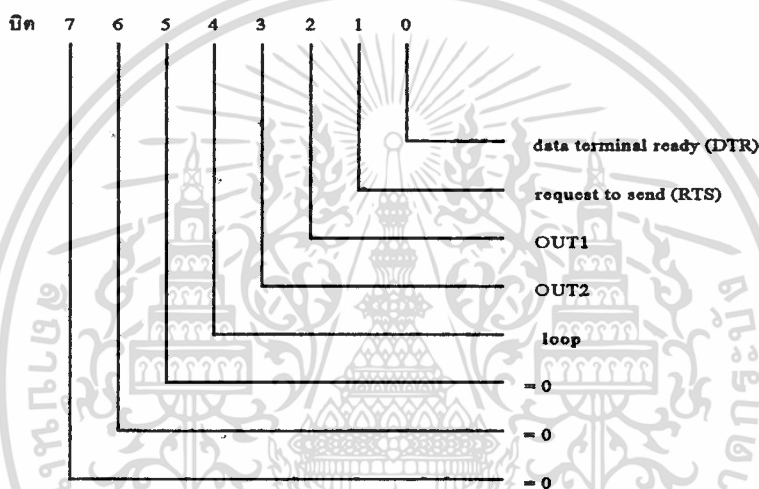 บิต 7 6 5 4 3 2 1 0
data terminal ready (DTR)
request to send (RTS)
OUT1
OUT2
loop
= 0
= 0
= 0